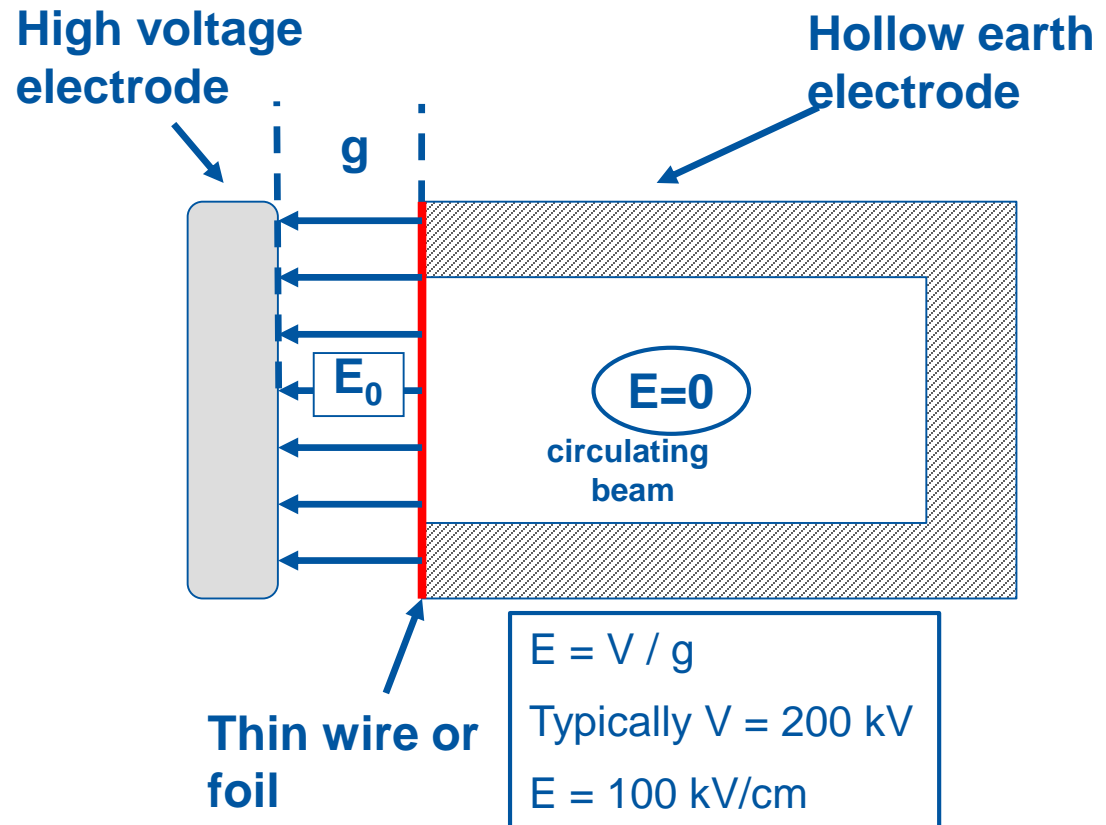 High voltage
electrode
Hollow earth
electrode
g
E₀
E=0
circulating
beam
Thin wire or
foil
E = V / g
Typically V = 200 kV
E = 100 kV/cm